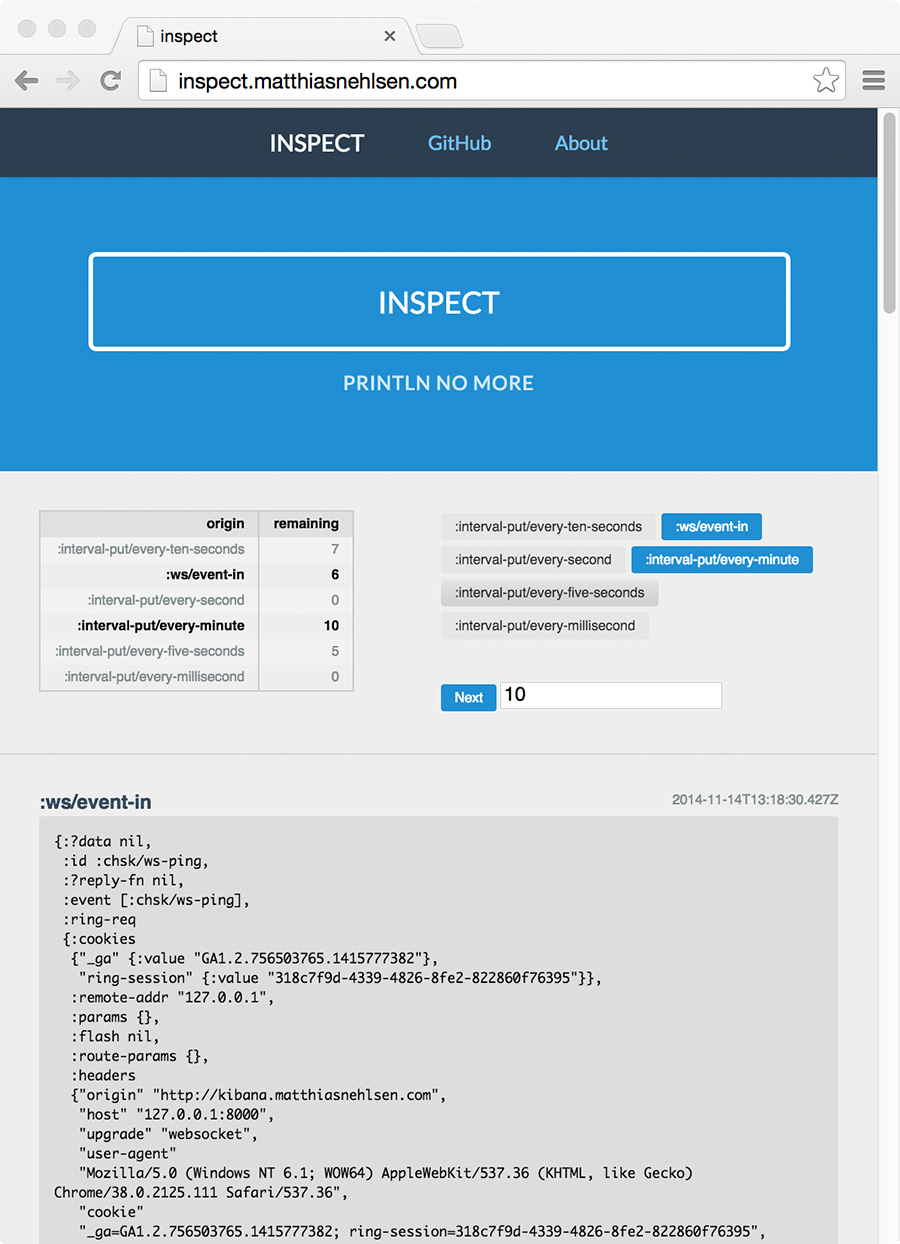 inspect
inspect.matthiasnehlsen.com
INSPECT GitHub About
INSPECT
PRINTLN NO MORE
origin remaining
:interval-put/every-ten-seconds 7
:ws/event-in 6
:interval-put/every-second 0
:interval-put/every-minute 10
:interval-put/every-five-seconds 5
:interval-put/every-millisecond 0
:interval-put/every-ten-seconds :ws/event-in
:interval-put/every-second :interval-put/every-minute
:interval-put/every-five-seconds
:interval-put/every-millisecond
Next 10
:ws/event-in 2014-11-14T13:18:30.427Z
{:?data nil,
:id :chsk/ws-ping,
:?reply-fn nil,
:event [:chsk/ws-ping],
:ring-req
{:cookies
{"_ga" {:value "GA1.2.756503765.1415777382"},
"ring-session" {:value "318c7f9d-4339-4826-8fe2-822860f76395"}},
:remote-addr "127.0.0.1",
:params {},
:flash nil,
:route-params {},
:headers
{"origin" "http://kibana.matthiasnehlsen.com",
"host" "127.0.0.1:8000",
"upgrade" "websocket",
"user-agent"
"Mozilla/5.0 (Windows NT 6.1; WOW64) AppleWebKit/537.36 (KHTML, like Gecko)
Chrome/38.0.2125.111 Safari/537.36",
"cookie"
"_ga=GA1.2.756503765.1415777382; ring-session=318c7f9d-4339-4826-8fe2-822860f76395",